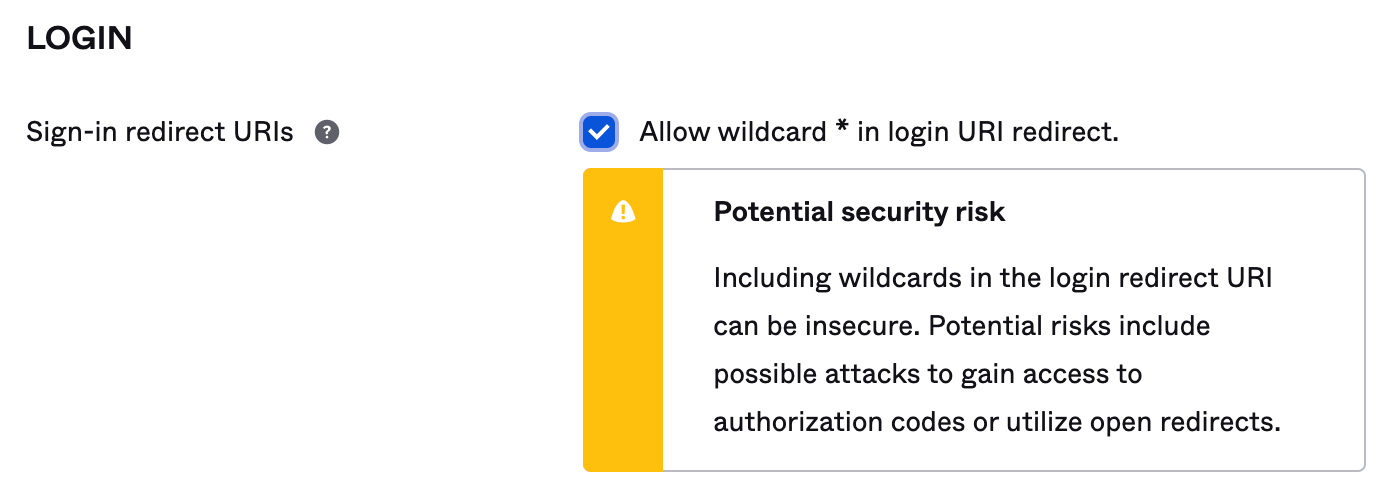 LOGIN
Sign-in redirect URIs ?
Allow wildcard * in login URI redirect.
Potential security risk
Including wildcards in the login redirect URI
can be insecure. Potential risks include
possible attacks to gain access to
authorization codes or utilize open redirects.